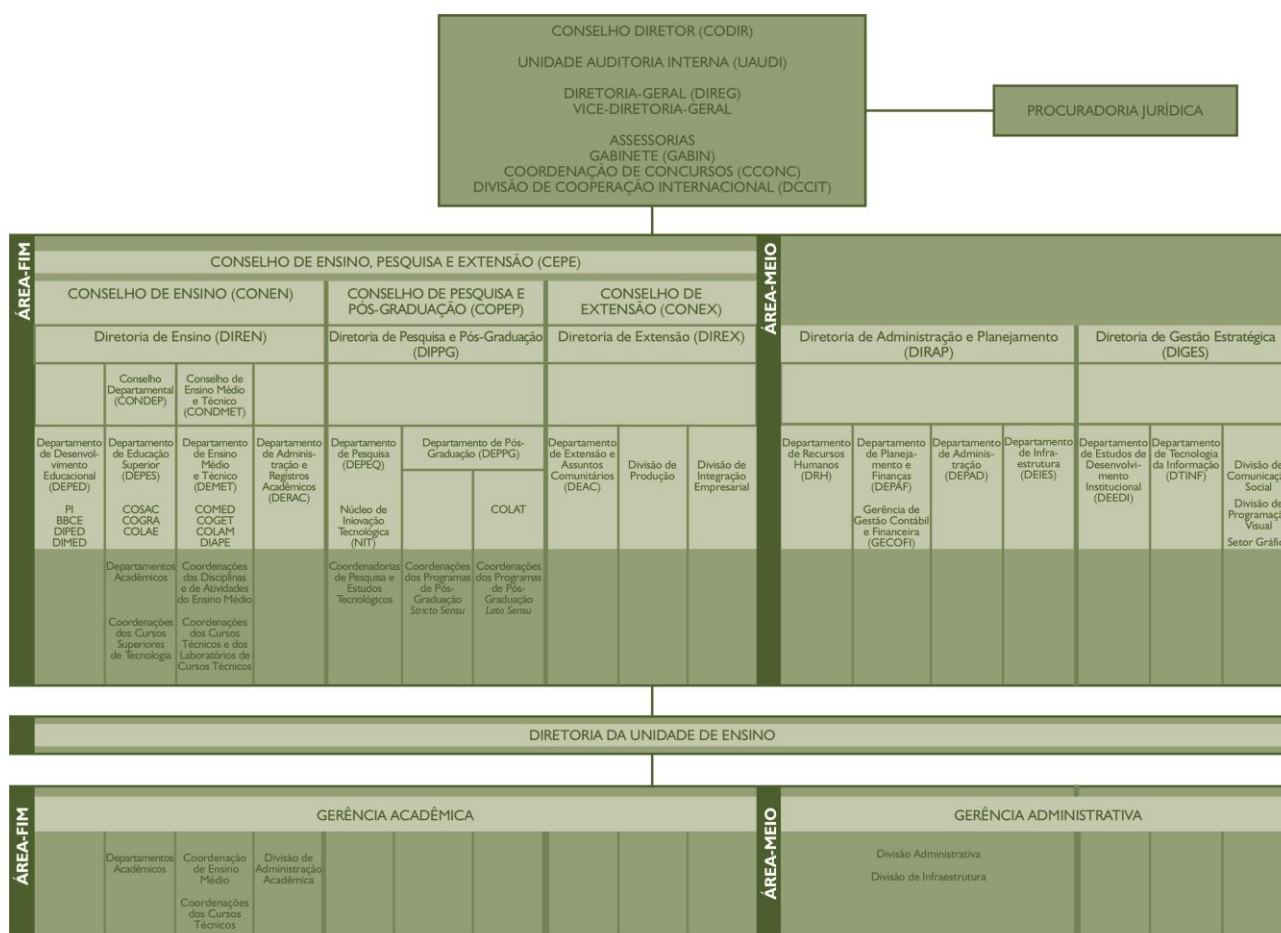 CONSELHO DIRETOR (CODIR)
UNIDADE AUDITORIA INTERNA (UAUDI)
DIRETORIA-GERAL (DIREG)
VICE-DIRETORIA-GERAL
ASSESSORIAS
GABINETE (GABIN)
COORDENAÇÃO DE CONCURSOS (CCONC)
DIVISÃO DE COOPERAÇÃO INTERNACIONAL (DCCIT)
PROCURADORIA JURÍDICA
ÁREA-FIM
CONSELHO DE ENSINO, PESQUISA E EXTENSÃO (CEPE)
CONSELHO DE ENSINO (CONEN)
CONSELHO DE PESQUISA E
PÓS-GRADUAÇÃO (COPEP)
CONSELHO DE
EXTENSÃO (CONEX)
Diretoria de Ensino (DIREN)
Diretoria de Pesquisa e Pós-Graduação
(DIPPG)
Diretoria de Extensão (DIREX)
Conselho
Departamental
(CONDEP)
Conselho de
Ensino Médio
e Técnico
(CONDMET)
Departamento
de Desenvol-
vimento
Educacional
(DEPED)
PI
BBCE
DIPED
DIMED
Departamento
de Educação
Superior
(DEPES)
COSAC
COGRA
COLAE
Departamento
de Ensino
Médio
e Técnico
(DEMET)
COMED
COGET
COLAM
DIAPE
Departamento
de Adminis-
tração e
Registros
Acadêmicos
(DERAC)
Departamento
de Pesquisa
(DEPEQ)
Núcleo de
Iniovação
Tecnológica
(NIT)
Departamento de Pós-
Graduação (DEPPG)
COLAT
Departamento
de Extensão e
Assuntos
Comunitários
(DEAC)
Divisão de
Produção
Divisão de
Integração
Empresarial
Departamentos
Acadêmicos
Coordenações
dos Cursos
Superiores
de Tecnologia
Coordenações
das Disciplinas
e de Atividades
do Ensino Médio
Coordenações
dos Cursos
Técnicos e dos
Laboratórios de
Cursos Técnicos
Coordenadorias
de Pesquisa e
Estudos
Tecnológicos
Coordenações
dos Programas
de Pós-
Graduação
Stricto Sensu
Coordenações
dos Programas
de Pós-
Graduação
Lato Sensu
ÁREA-MEIO
Diretoria de Administração e Planejamento
(DIRAP)
Diretoria de Gestão Estratégica
(DIGES)
Departamento
de Recursos
Humanos
(DRH)
Departamento
de Planeja-
mento e
Finanças
(DEPAF)
Gerência de
Gestão Contábil
e Financeira
(GECOFI)
Departamento
de Adminis-
tração
(DEPAD)
Departamento
de Infra-
estrutura
(DEIES)
Departamento
de Estudos de
Desenvolvi-
mento
Institucional
(DEEDI)
Departamento
de Tecnologia
da Informação
(DTINF)
Divisão de
Comunicaçã
Social
Divisão de
Programaçã
Visual
Setor Gráfic
DIRETORIA DA UNIDADE DE ENSINO
ÁREA-FIM
GERÊNCIA ACADÊMICA
Departamentos
Acadêmicos
Coordenação
de Ensino
Médio
Coordenações
dos Cursos
Técnicos
Divisão de
Administração
Acadêmica
ÁREA-MEIO
GERÊNCIA ADMINISTRATIVA
Divisão Administrativa
Divisão de Infraestrutura